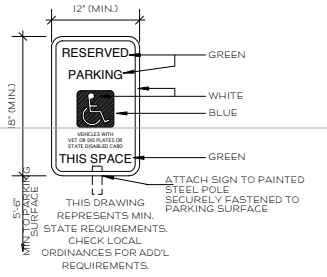 12" (MIN.)
18" (MIN.)
5'-6"
MIN TO PARKING
SURFACE
RESERVED
PARKING
VEHICLES WITH
VET OR DIS PLATES OR
STATE DISABLED CARD
THIS SPACE
GREEN
WHITE
BLUE
GREEN
ATTACH SIGN TO PAINTED
STEEL POLE
SECURELY FASTENED TO
PARKING SURFACE
THIS DRAWING
REPRESENTS MIN.
STATE REQUIREMENTS.
CHECK LOCAL
ORDINANCES FOR ADD'L
REQUIREMENTS.